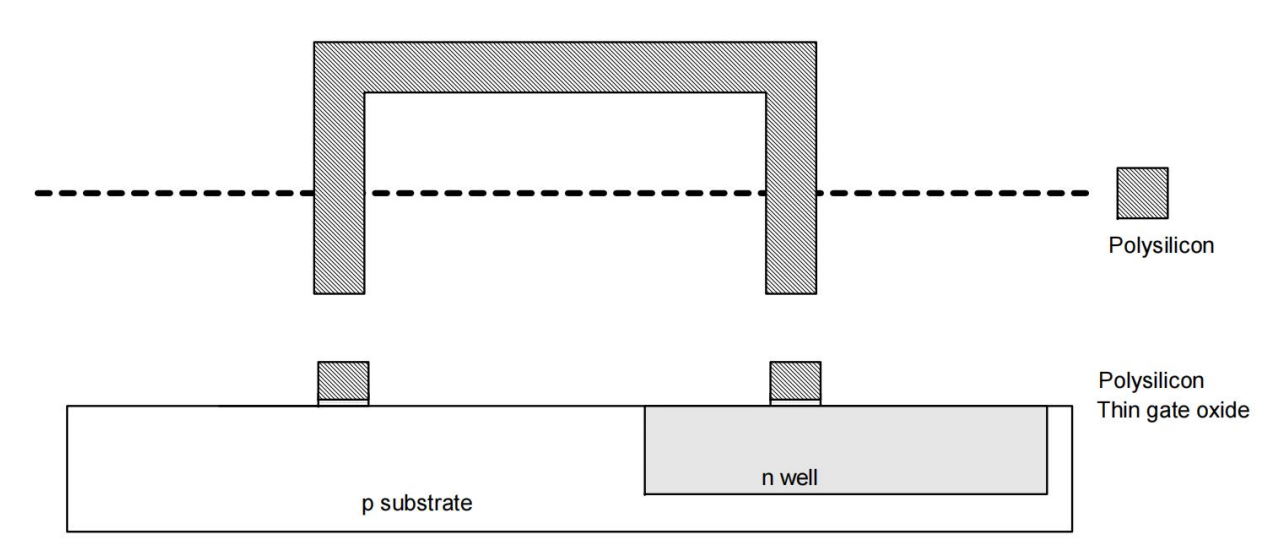 Polysilicon
Polysilicon
Thin gate oxide
n well
p substrate